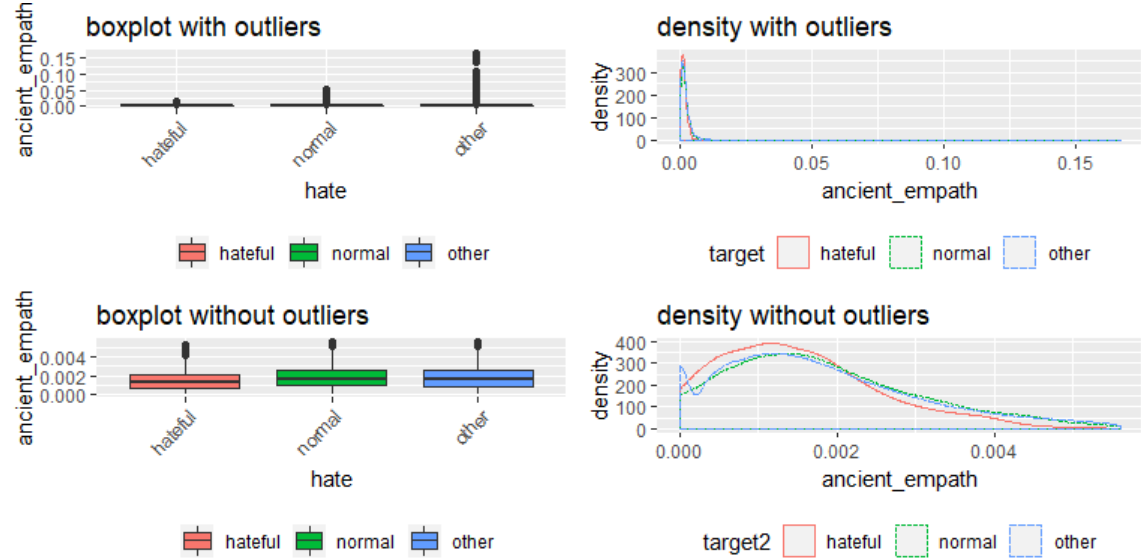 boxplot with outliers
ancient_empath
0.15
0.10
0.05
0.00
hateful normal other
hate
hateful normal other
density with outliers
density
300
200
100
0
0.00 0.05 0.10 0.15
ancient_empath
target hateful normal other
boxplot without outliers
ancient_empath
0.004
0.002
0.000
hateful normal other
hate
hateful normal other
density without outliers
density
400
300
200
100
0
0.000 0.002 0.004
ancient_empath
target2 hateful normal other